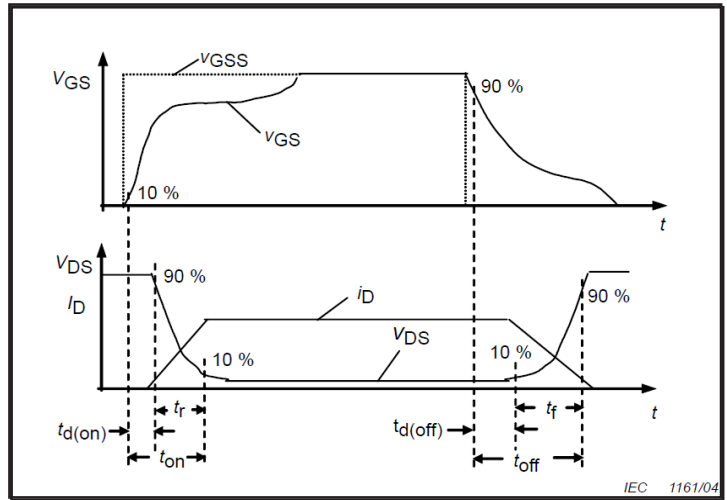 vGSS
VGS
90 %
vGS
10 %
t
VDS
ID
90 %
iD
90 %
VDS
10 %
10 %
tr
tf
t
td(on)
td(off)
ton
toff
IEC 1161/04